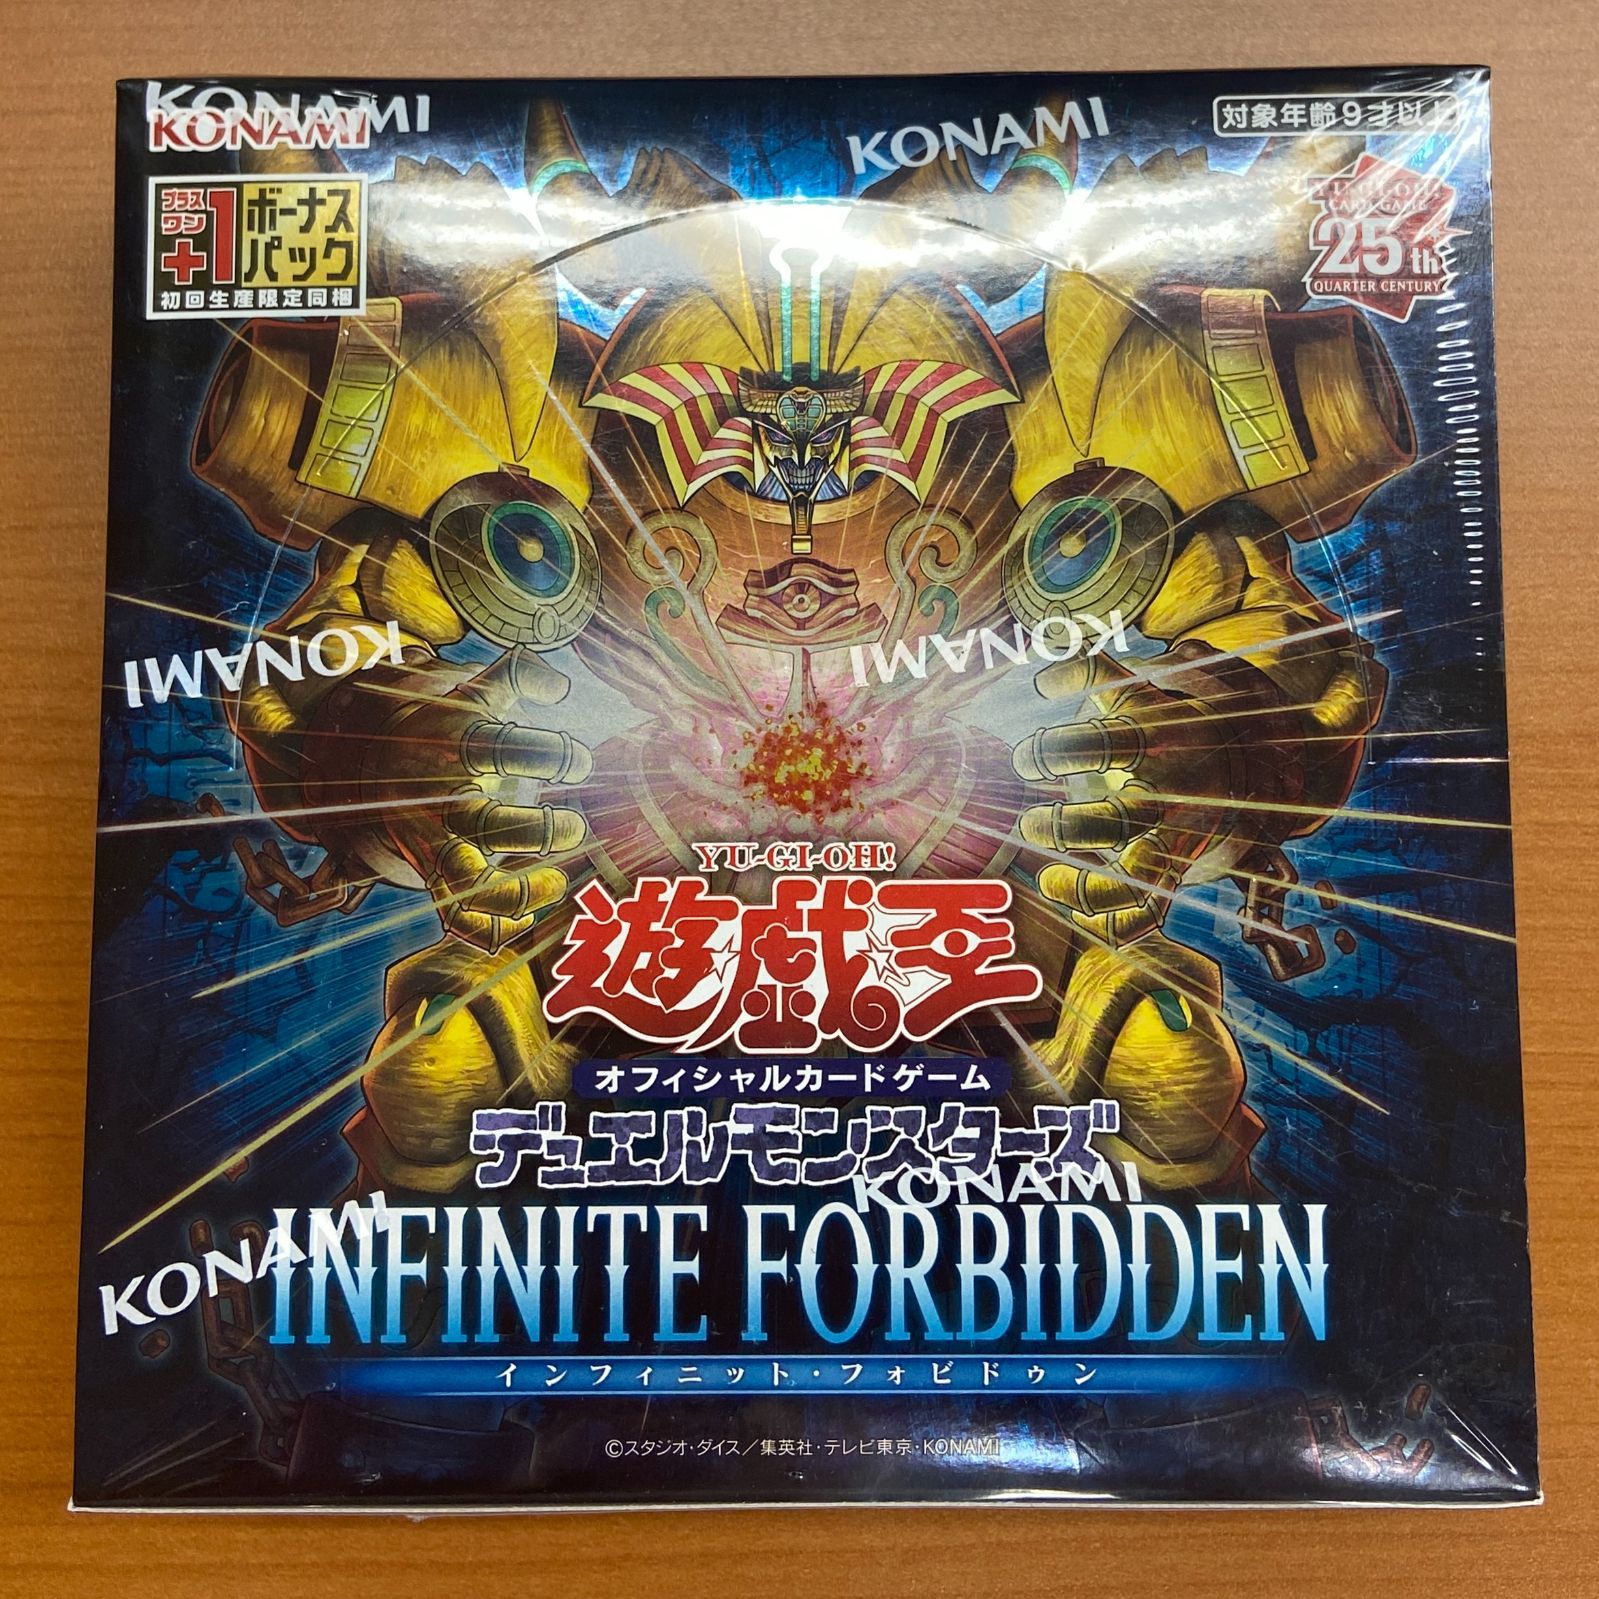 KONAMI
KONAMI
KONAMI
対象年齢9才以上
プラスワン
+1
ボーナスパック
初回生産限定同梱
YU-GI-OH!
CARD GAME
25th
QUARTER CENTURY
KONAMI
KONAMI
YU-GI-OH!
遊☆戯☆王
オフィシャルカードゲーム
デュエルモンスターズ
KONAMI
KONAMI
INFINITE FORBIDDEN
インフィニット・フォビドゥン
©スタジオ・ダイス／集英社・テレビ東京・KONAMI